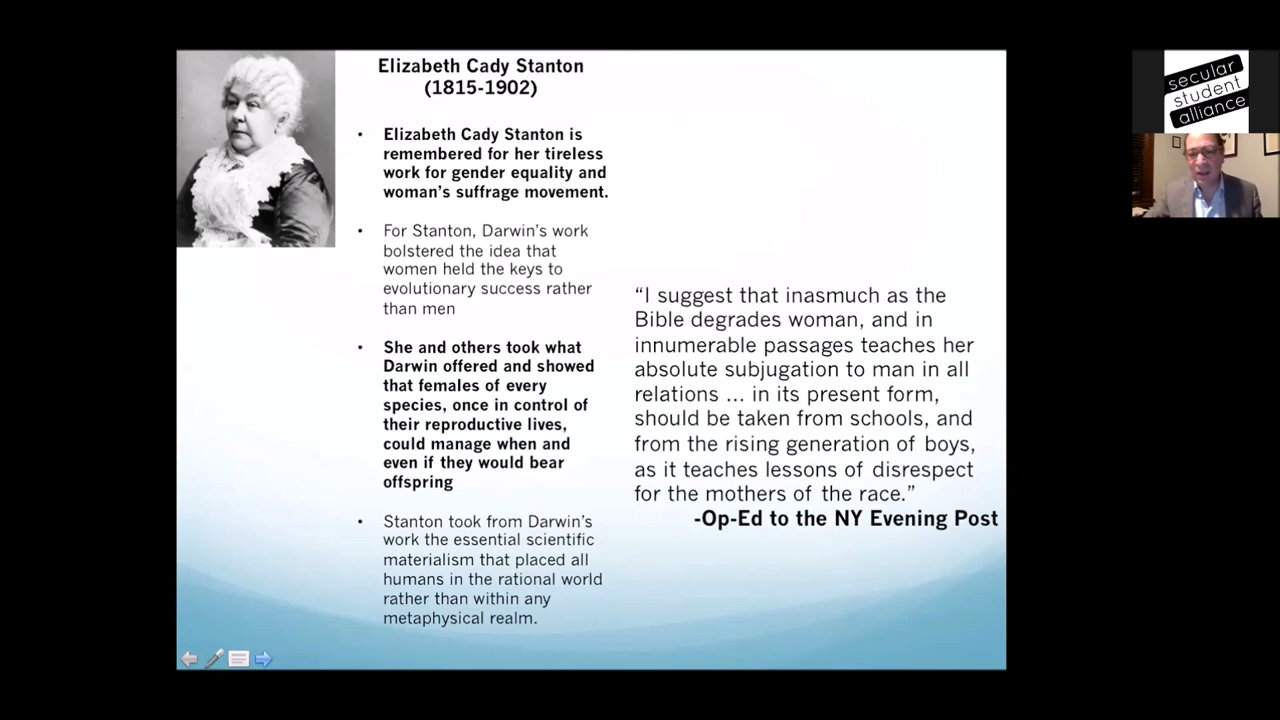 Elizabeth Cady Stanton
(1815-1902)
• Elizabeth Cady Stanton is
remembered for her tireless
work for gender equality and
woman’s suffrage movement.
• For Stanton, Darwin’s work
bolstered the idea that
women held the keys to
evolutionary success rather
than men
• She and others took what
Darwin offered and showed
that females of every
species, once in control of
their reproductive lives,
could manage when and
even if they would bear
offspring
• Stanton took from Darwin’s
work the essential scientific
materialism that placed all
humans in the rational world
rather than within any
metaphysical realm.
“I suggest that inasmuch as the
Bible degrades woman, and in
innumerable passages teaches her
absolute subjugation to man in all
relations ... in its present form,
should be taken from schools, and
from the rising generation of boys,
as it teaches lessons of disrespect
for the mothers of the race.”
-Op-Ed to the NY Evening Post
secular
student
alliance